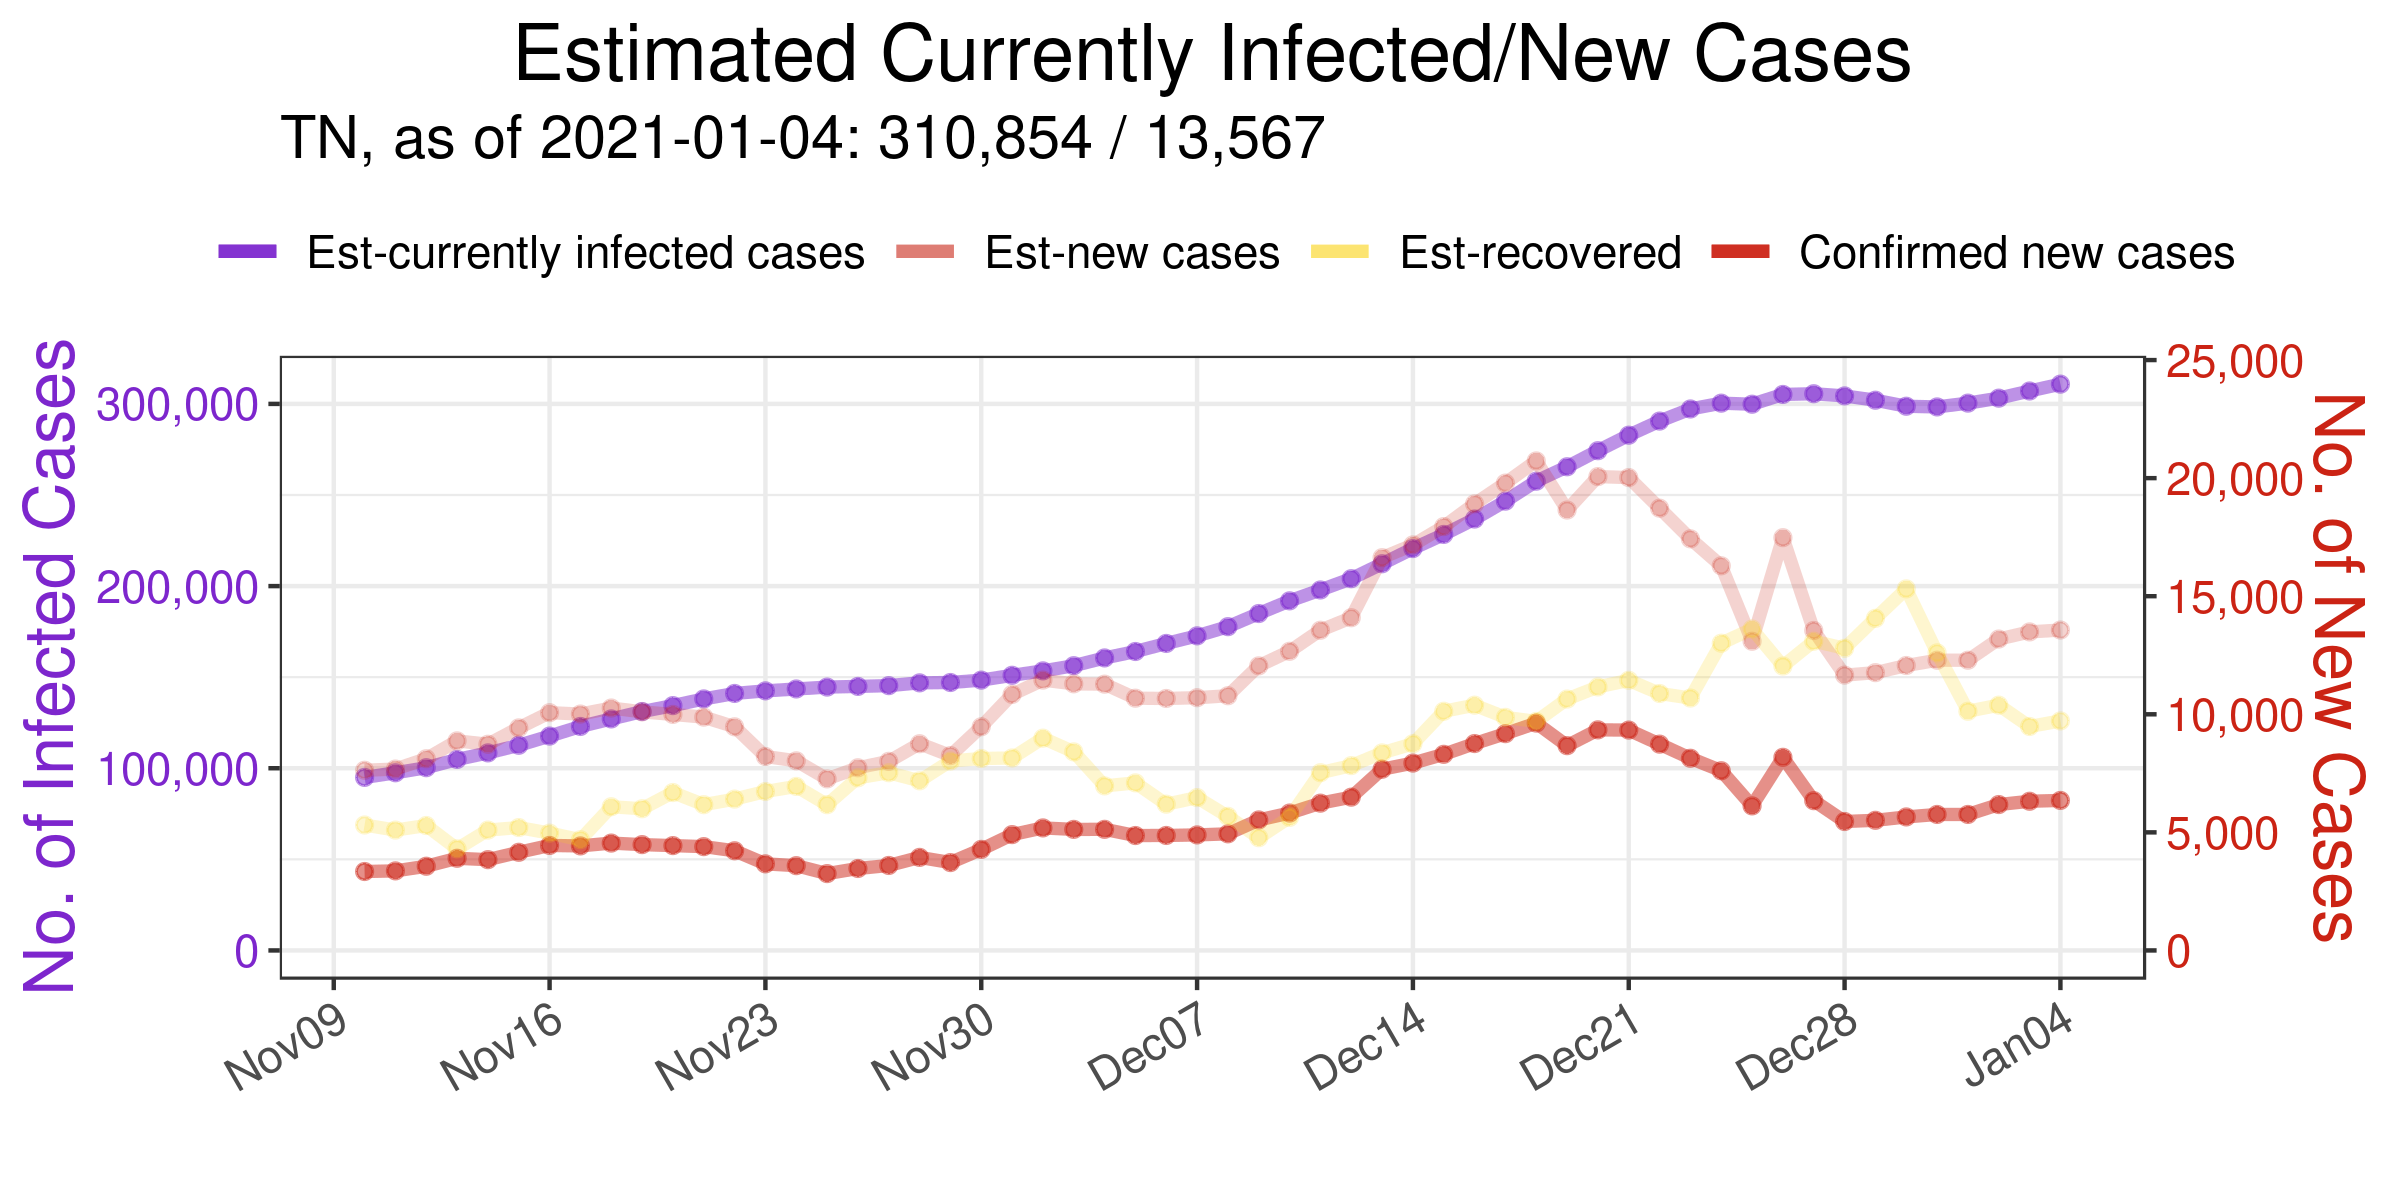 Estimated Currently Infected/New Cases
TN, as of 2021-01-04: 310,854 / 13,567
Est-currently infected cases Est-new cases Est-recovered Confirmed new cases
No. of Infected Cases
300,000
200,000
100,000
0
25,000
20,000
15,000
10,000
5,000
0
No. of New Cases
Nov09 Nov16 Nov23 Nov30 Dec07 Dec14 Dec21 Dec28 Jan04